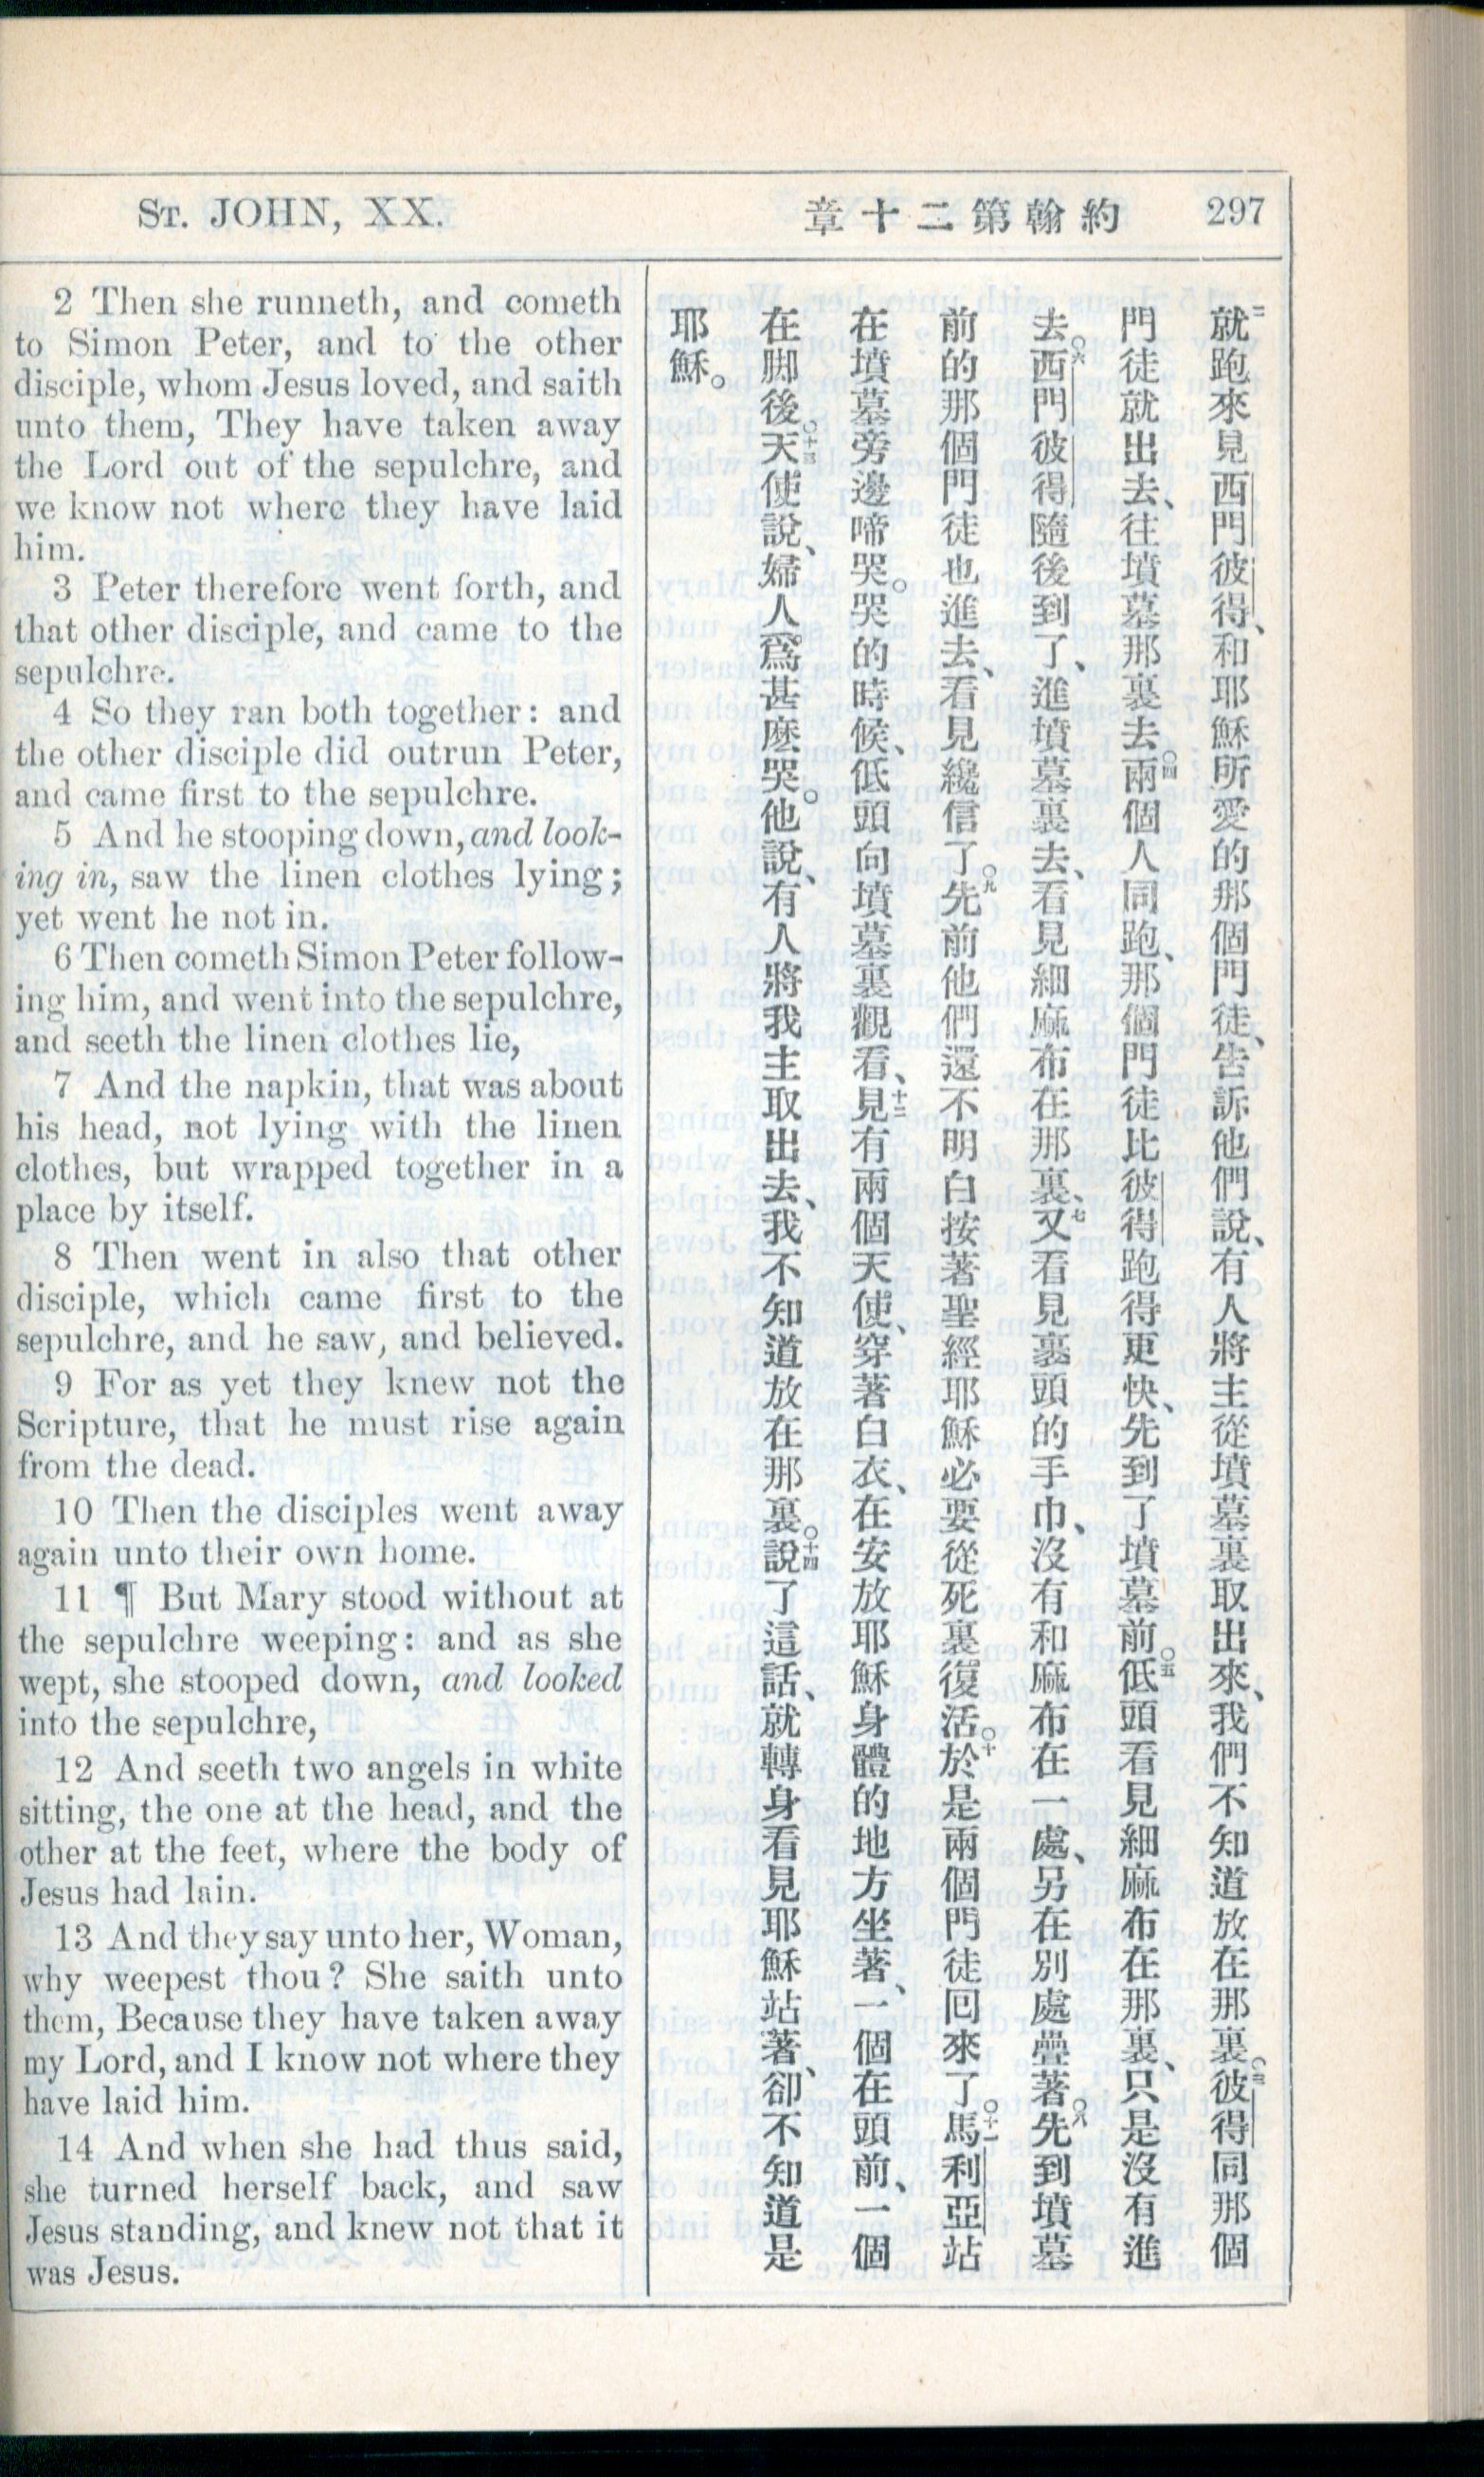 St. JOHN, XX.
約翰第二十章
297
2 Then she runneth, and cometh
to Simon Peter, and to the other
disciple, whom Jesus loved, and saith
unto them, They have taken away
the Lord out of the sepulchre, and
we know not where they have laid
him.
3 Peter therefore went forth, and
that other disciple, and came to the
sepulchre.
4 So they ran both together: and
the other disciple did outrun Peter,
and came first to the sepulchre.
5 And he stooping down, and look-
ing in, saw the linen clothes lying;
yet went he not in.
6 Then cometh Simon Peter follow-
ing him, and went into the sepulchre,
and seeth the linen clothes lie,
7 And the napkin, that was about
his head, not lying with the linen
clothes, but wrapped together in a
place by itself.
8 Then went in also that other
disciple, which came first to the
sepulchre, and he saw, and believed.
9 For as yet they knew not the
Scripture, that he must rise again
from the dead.
10 Then the disciples went away
again unto their own home.
11 ¶ But Mary stood without at
the sepulchre weeping: and as she
wept, she stooped down, and looked
into the sepulchre,
12 And seeth two angels in white
sitting, the one at the head, and the
other at the feet, where the body of
Jesus had lain.
13 And they say unto her, Woman,
why weepest thou? She saith unto
them, Because they have taken away
my Lord, and I know not where they
have laid him.
14 And when she had thus said,
she turned herself back, and saw
Jesus standing, and knew not that it
was Jesus.
二就跑來見西門彼得、和耶穌所愛的那個門徒、告訴他們說、有人將主從墳墓裏取出來、我們不知道放在那裏。三彼得同那個
門徒就出去、往墳墓那裏去。四兩個人同跑、那個門徒比彼得跑得更快、先到了墳墓前。五低頭看見細麻布在那裏、只是沒有進
去。六西門彼得隨後到了、進墳墓裏去、看見細麻布在那裏、七又看見裹頭的手巾、沒有和麻布在一處、另在別處疊著。八先到墳墓
前的那個門徒也進去、看見纔信了。九先前他們還不明白按著聖經耶穌必要從死裏復活。十於是兩個門徒回來了。十一馬利亞站
在墳墓旁邊啼哭。哭的時候、低頭向墳墓裏觀看、十二見有兩個天使、穿著白衣、在安放耶穌身體的地方坐著、一個在頭前、一個
在脚後。十三天使說、婦人爲甚麽哭。他說、有人將我主取出去、我不知道放在那裏。十四說了這話、就轉身看見耶穌站著、卻不知道是
耶穌。